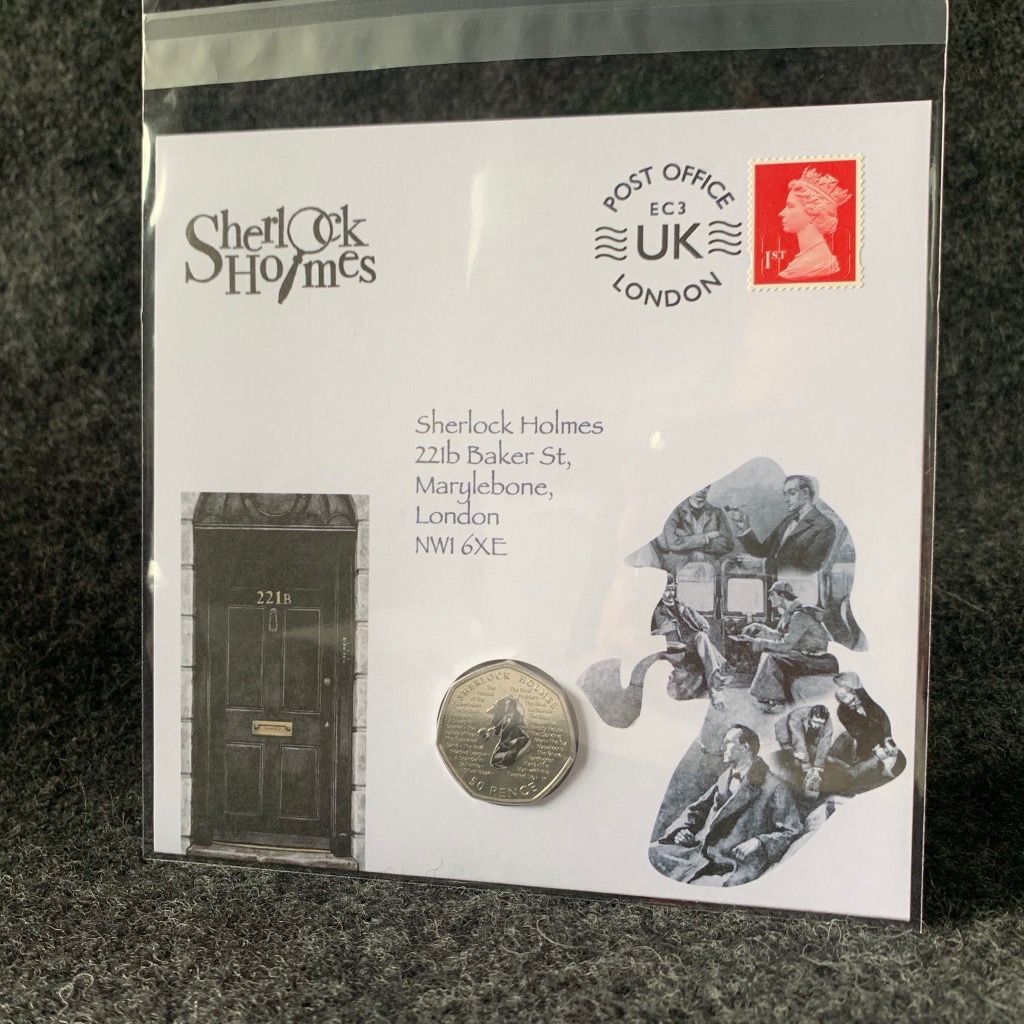 Sherlock
Holmes
POST OFFICE
EC3
UK
LONDON
1ST
Sherlock Holmes
221b Baker St,
Marylebone,
London
NW1 6XE
221B
SHERLOCK HOLMES
50 PENCE